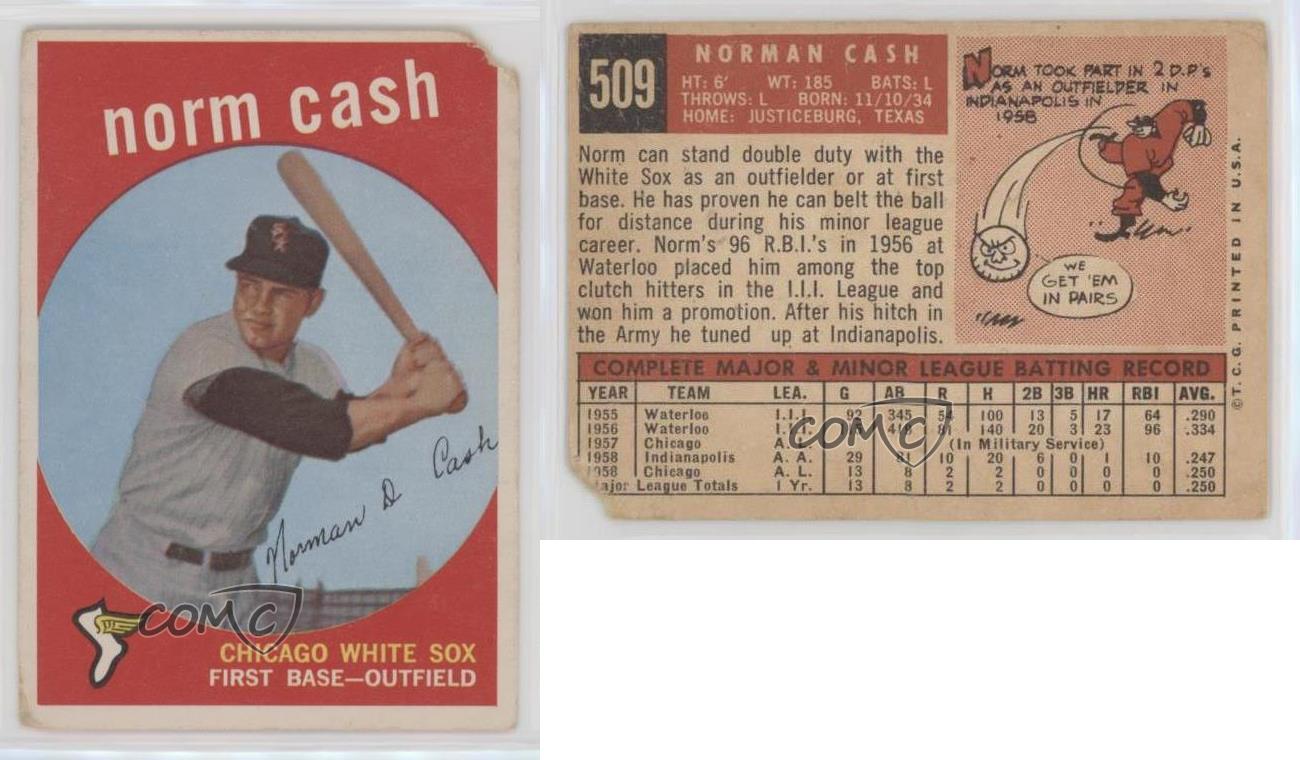 norm cash
Norman D Cash
COMC
CHICAGO WHITE SOX
FIRST BASE—OUTFIELD
509
NORMAN CASH
HT: 6' WT: 185 BATS: L
THROWS: L BORN: 11/10/34
HOME: JUSTICEBURG, TEXAS
Norm can stand double duty with the
White Sox as an outfielder or at first
base. He has proven he can belt the ball
for distance during his minor league
career. Norm's 96 R.B.I.'s in 1956 at
Waterloo placed him among the top
clutch hitters in the I.I.I. League and
won him a promotion. After his hitch in
the Army he tuned up at Indianapolis.
NORM TOOK PART IN 2 D.P's
AS AN OUTFIELDER IN
INDIANAPOLIS IN
1958
WE
GET 'EM
IN PAIRS
© T.C.G. PRINTED IN U.S.A.
COMPLETE MAJOR & MINOR LEAGUE BATTING RECORD
YEAR TEAM LEA. G AB R H 2B 3B HR RBI AVG.
1955 Waterloo I.I.I. 92 345 54 100 13 5 17 64 .290
1956 Waterloo I.I.I. 81 140 20 3 23 96 .334
1957 Chicago A.L. (In Military Service)
1958 Indianapolis A. A. 29 81 10 20 6 0 1 10 .247
1958 Chicago A. L. 13 8 2 2 0 0 0 0 .250
Major League Totals 1 Yr. 13 8 2 2 0 0 0 0 .250
COMC